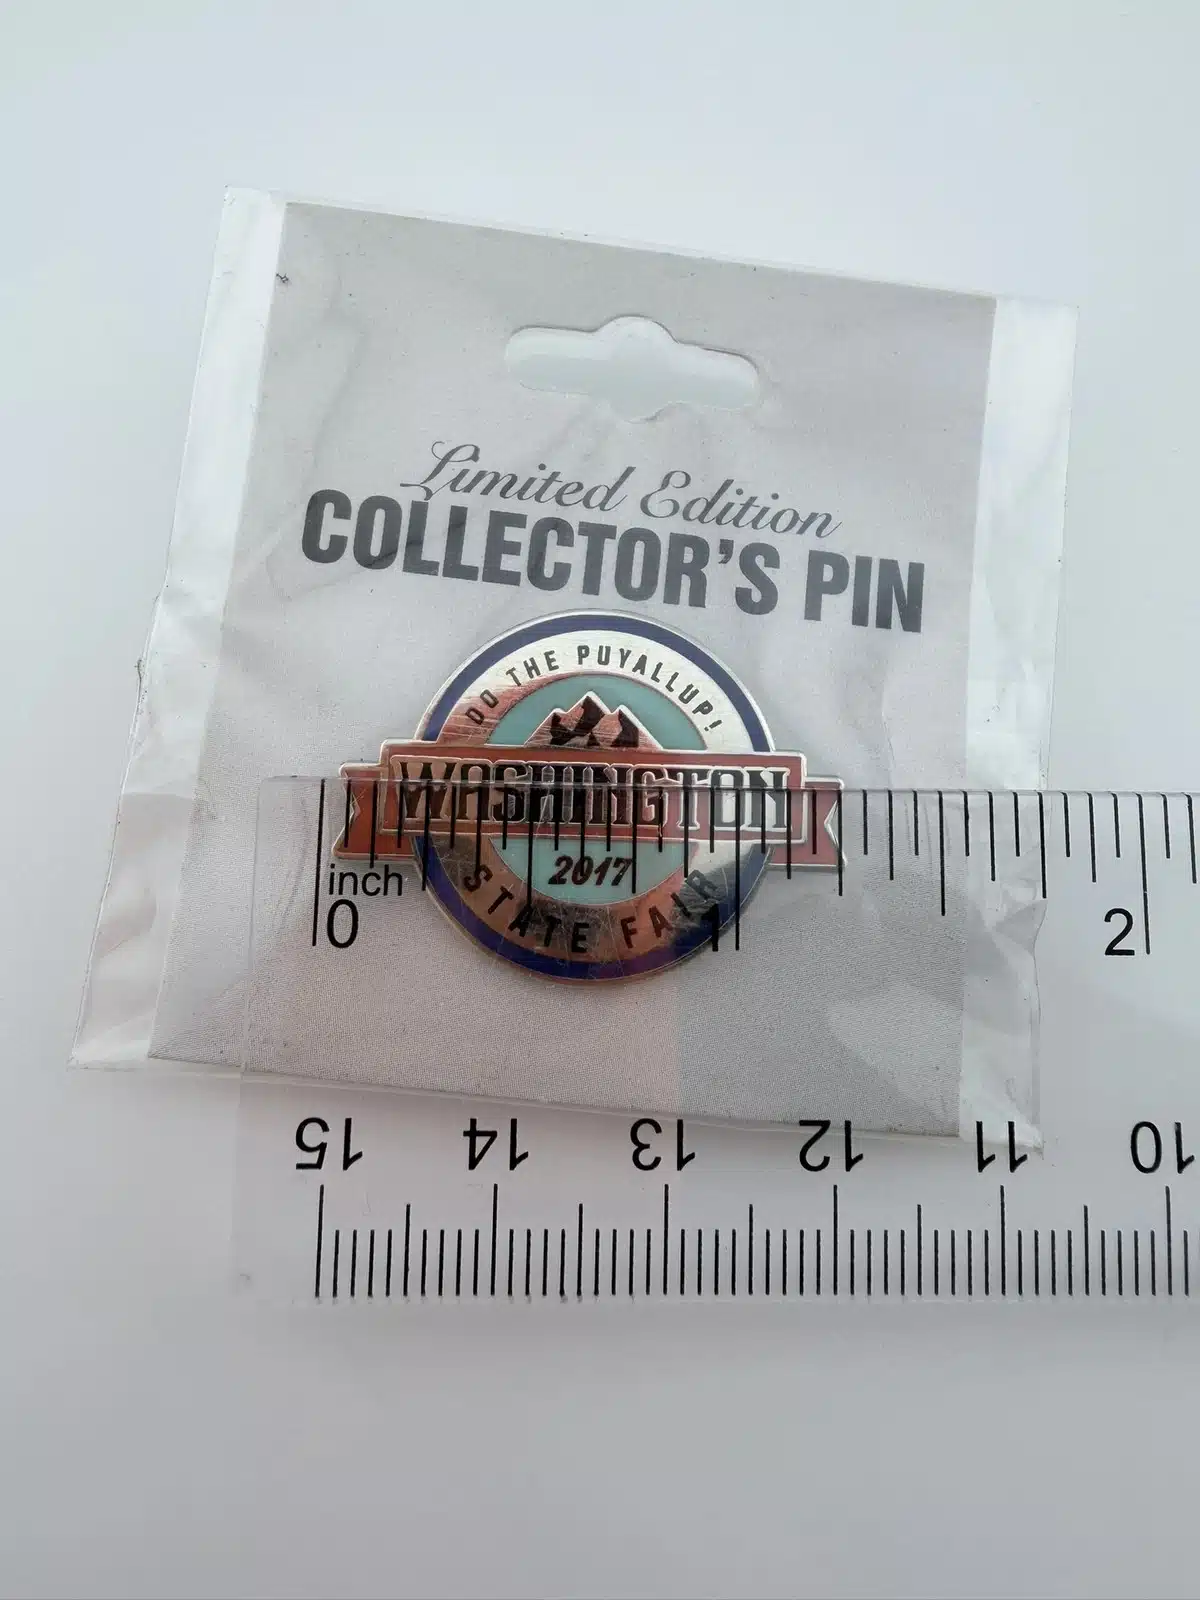 Limited Edition
COLLECTOR'S PIN
DO THE PUYALLUP!
WASHINGTON
2017
STATE FAIR
inch
0 1 2
15 14 13 12 11 10